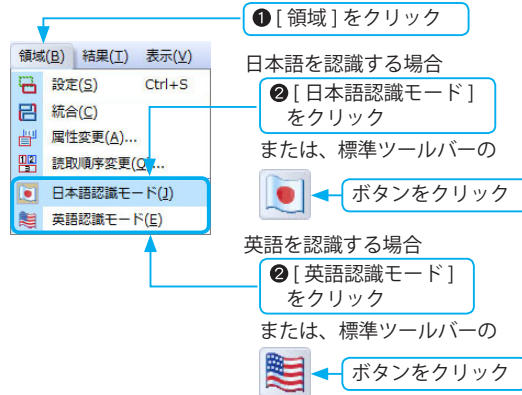 ❶[ 領域 ] をクリック
領域(B) 結果(T) 表示(V)
設定(S) Ctrl+S
統合(C)
属性変更(A)...
読取順序変更(O)...
日本語認識モード(J)
英語認識モード(E)
日本語を認識する場合
❷[ 日本語認識モード ]
をクリック
または、標準ツールバーの
ボタンをクリック
英語を認識する場合
❷[ 英語認識モード ]
をクリック
または、標準ツールバーの
ボタンをクリック